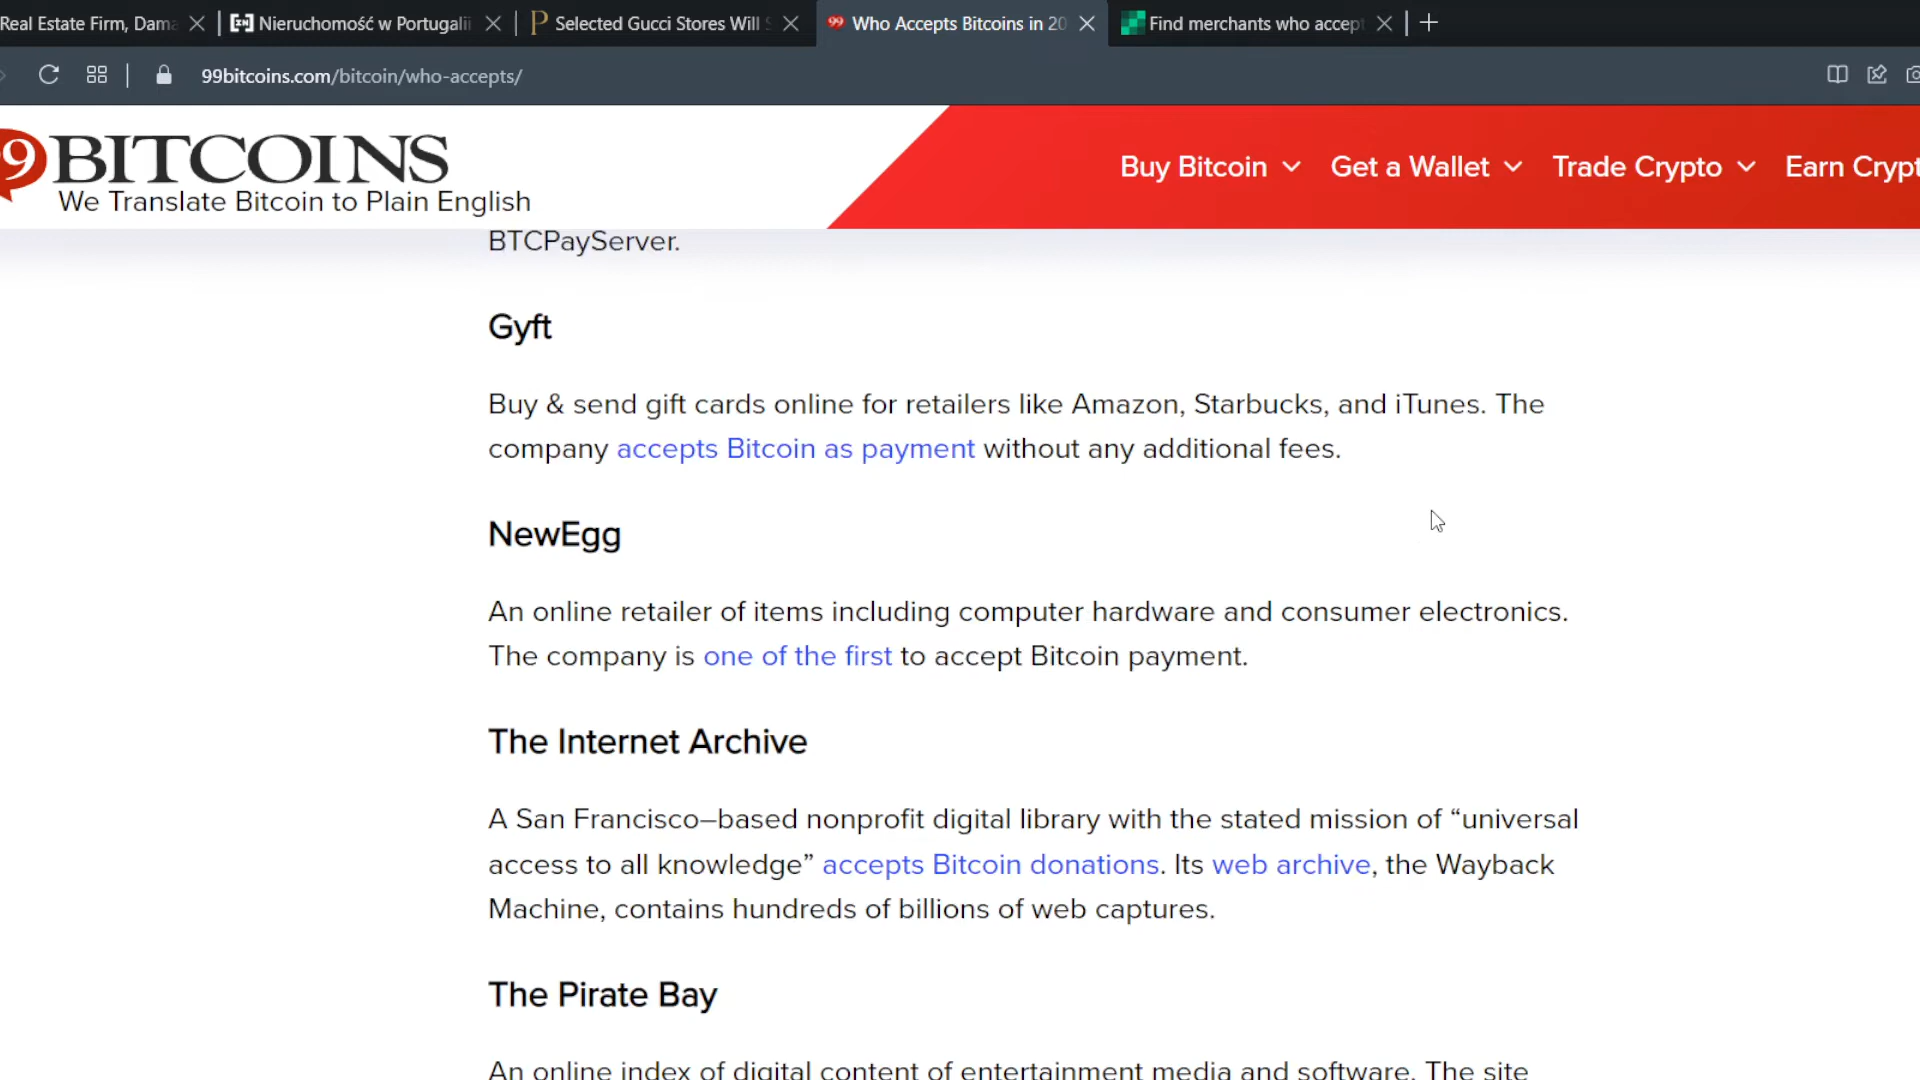 Real Estate Firm, Dama
Nieruchomość w Portugalii
Selected Gucci Stores Will S
Who Accepts Bitcoins in 20
Find merchants who accept
99bitcoins.com/bitcoin/who-accepts/
99BITCOINS
We Translate Bitcoin to Plain English
Buy Bitcoin
Get a Wallet
Trade Crypto
Earn Crypt
BTCPayServer.
Gyft
Buy & send gift cards online for retailers like Amazon, Starbucks, and iTunes. The
company accepts Bitcoin as payment without any additional fees.
NewEgg
An online retailer of items including computer hardware and consumer electronics.
The company is one of the first to accept Bitcoin payment.
The Internet Archive
A San Francisco–based nonprofit digital library with the stated mission of “universal
access to all knowledge” accepts Bitcoin donations. Its web archive, the Wayback
Machine, contains hundreds of billions of web captures.
The Pirate Bay
An online index of digital content of entertainment media and software. The site